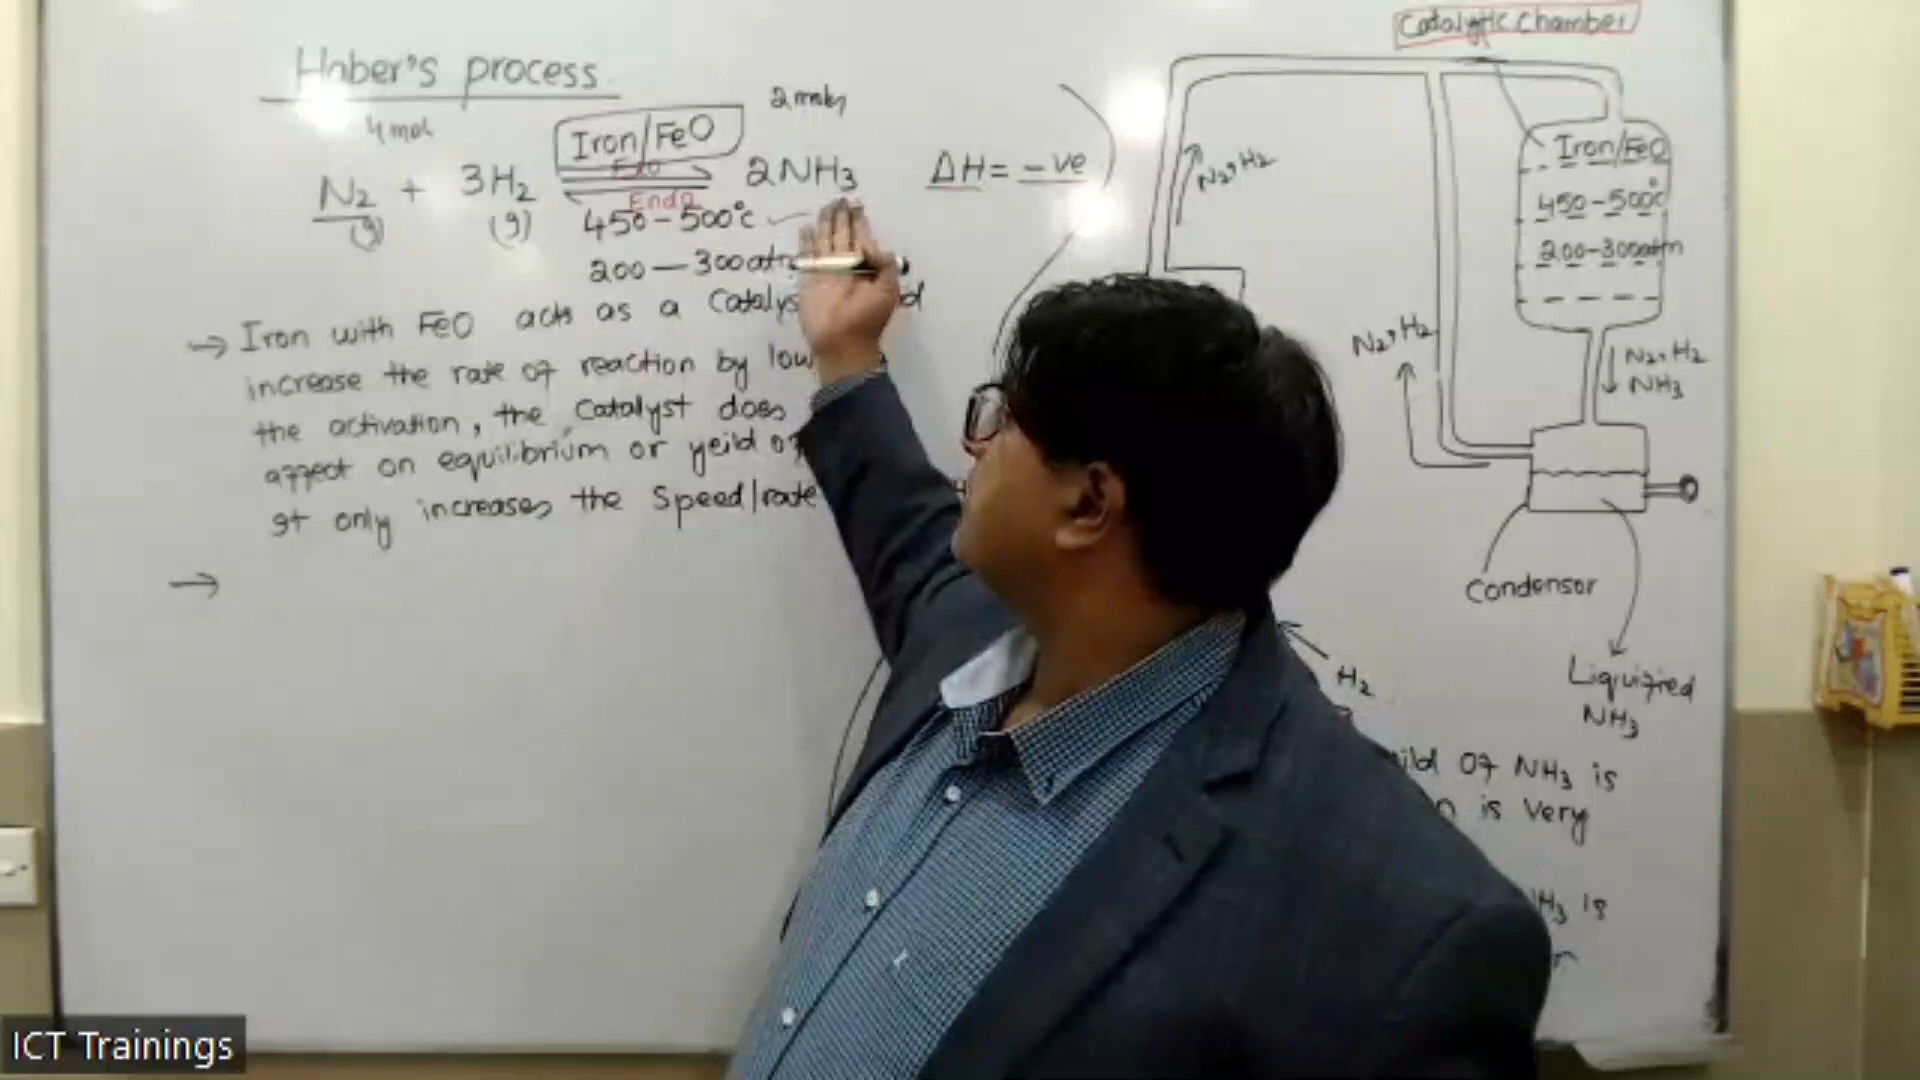 Haber's process
4 mol
2 moles
Iron/FeO
Exo
N2 + 3H2 2NH3 ΔH = -ve
(g) (g)
Endo
450-500°c
200-300atm
→ Iron with FeO acts as a
increase the rate of reaction by
the activation, the catalyst does
affect on equilibrium or yeild of
It only increases the speed/rate
→
Catalytic Chamber
N2, H2
Iron/FeO
450-500°c
200-300atm
N2, H2
N2, H2
NH3
Condensor
H2
Liquified
NH3
of NH3 is
is very
NH3 is
ICT Trainings